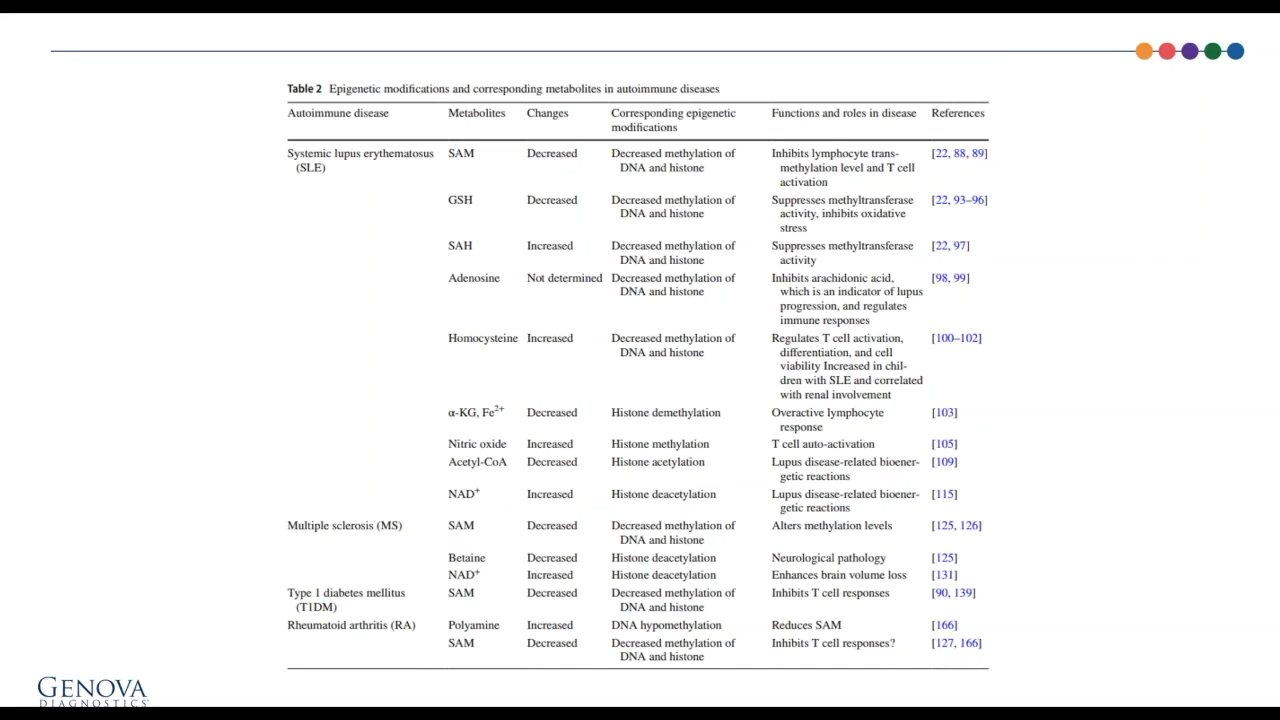 Table 2 Epigenetic modifications and corresponding metabolites in autoimmune diseases
Autoimmune disease Metabolites Changes Corresponding epigenetic modifications Functions and roles in disease References
Systemic lupus erythematosus (SLE) SAM Decreased Decreased methylation of DNA and histone Inhibits lymphocyte trans-methylation level and T cell activation [22, 88, 89]
GSH Decreased Decreased methylation of DNA and histone Suppresses methyltransferase activity, inhibits oxidative stress [22, 93–96]
SAH Increased Decreased methylation of DNA and histone Suppresses methyltransferase activity [22, 97]
Adenosine Not determined Decreased methylation of DNA and histone Inhibits arachidonic acid, which is an indicator of lupus progression, and regulates immune responses [98, 99]
Homocysteine Increased Decreased methylation of DNA and histone Regulates T cell activation, differentiation, and cell viability Increased in chil-dren with SLE and correlated with renal involvement [100–102]
α-KG, Fe2+ Decreased Histone demethylation Overactive lymphocyte response [103]
Nitric oxide Increased Histone methylation T cell auto-activation [105]
Acetyl-CoA Decreased Histone acetylation Lupus disease-related bioener-getic reactions [109]
NAD+ Increased Histone deacetylation Lupus disease-related bioener-getic reactions [115]
Multiple sclerosis (MS) SAM Decreased Decreased methylation of DNA and histone Alters methylation levels [125, 126]
Betaine Decreased Histone deacetylation Neurological pathology [125]
NAD+ Increased Histone deacetylation Enhances brain volume loss [131]
Type 1 diabetes mellitus (T1DM) SAM Decreased Decreased methylation of DNA and histone Inhibits T cell responses [90, 139]
Rheumatoid arthritis (RA) Polyamine Increased DNA hypomethylation Reduces SAM [166]
SAM Decreased Decreased methylation of DNA and histone Inhibits T cell responses? [127, 166]
GENOVA
DIAGNOSTICS